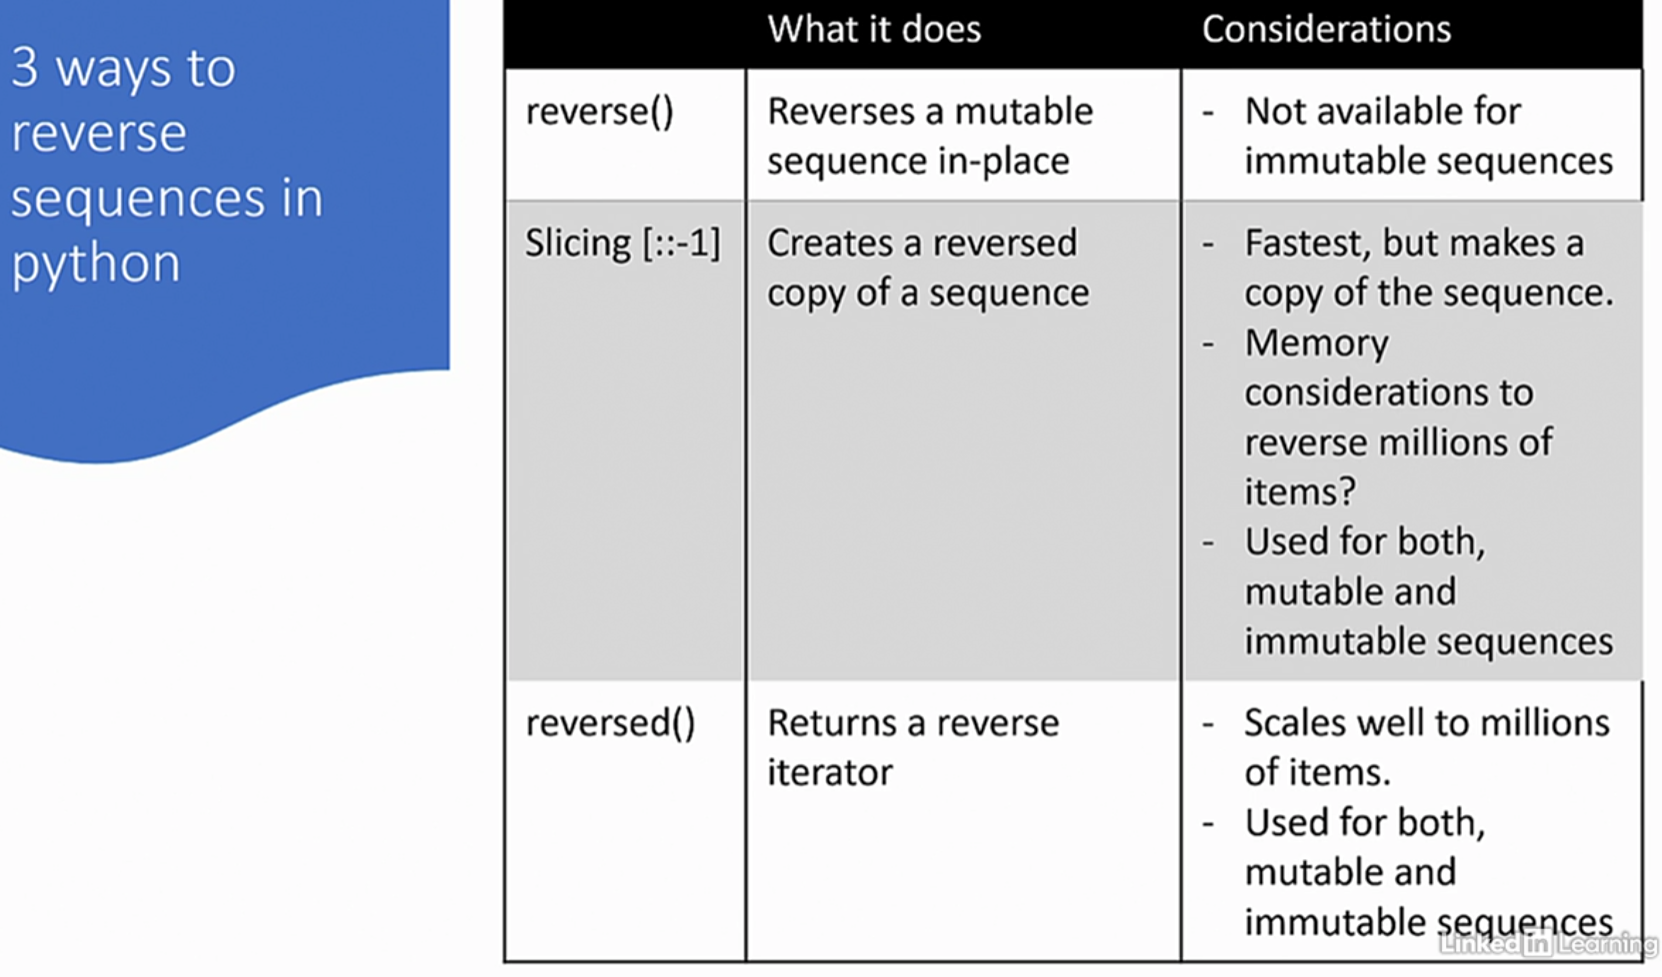 3 ways to
reverse
sequences in
python
What it does
Considerations
reverse()
Reverses a mutable
sequence in-place
- Not available for
immutable sequences
Slicing [::-1]
Creates a reversed
copy of a sequence
- Fastest, but makes a
copy of the sequence.
- Memory
considerations to
reverse millions of
items?
- Used for both,
mutable and
immutable sequences
reversed()
Returns a reverse
iterator
- Scales well to millions
of items.
- Used for both,
mutable and
immutable sequences
Linked in Learning